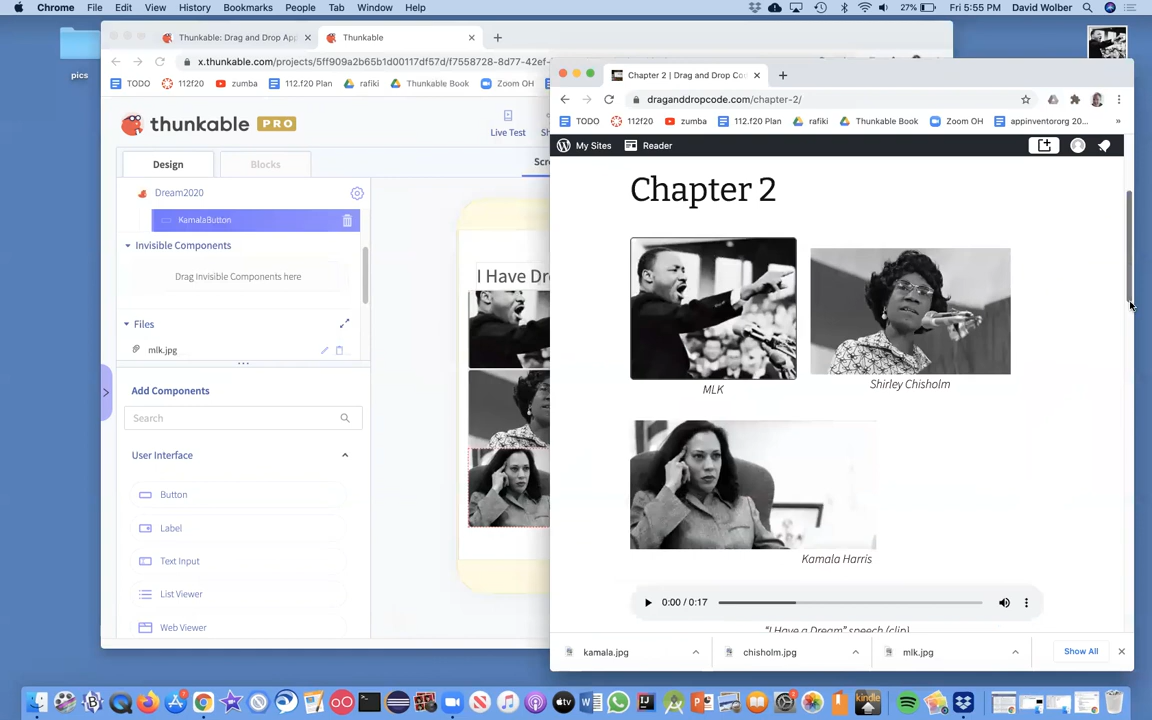 Chrome File Edit View History Bookmarks People Tab Window Help 27% Fri 5:55 PM David Wolber
pics
Thunkable: Drag and Drop App
Thunkable
x.thunkable.com/projects/5ff909a2b65b1d00117df57d/f7558728-8d77-42ef-
TODO 112f20 zumba 112.f20 Plan rafiki Thunkable Book Zoom OH
thunkable PRO
Live Test
Sh
Design Blocks
Scr
Dream2020
KamalaButton
Invisible Components
Drag Invisible Components here
Files
mlk.jpg
Add Components
Search
User Interface
Button
Label
Text Input
List Viewer
Web Viewer
I Have Dre
Chapter 2 | Drag and Drop Co
draganddropcode.com/chapter-2/
TODO 112f20 zumba 112.f20 Plan rafiki Thunkable Book Zoom OH appinventororg 20... »
My Sites Reader
Chapter 2
MLK
Shirley Chisholm
Kamala Harris
0:00 / 0:17
"I Have a Dream" speech (clip)
kamala.jpg chisholm.jpg mlk.jpg Show All